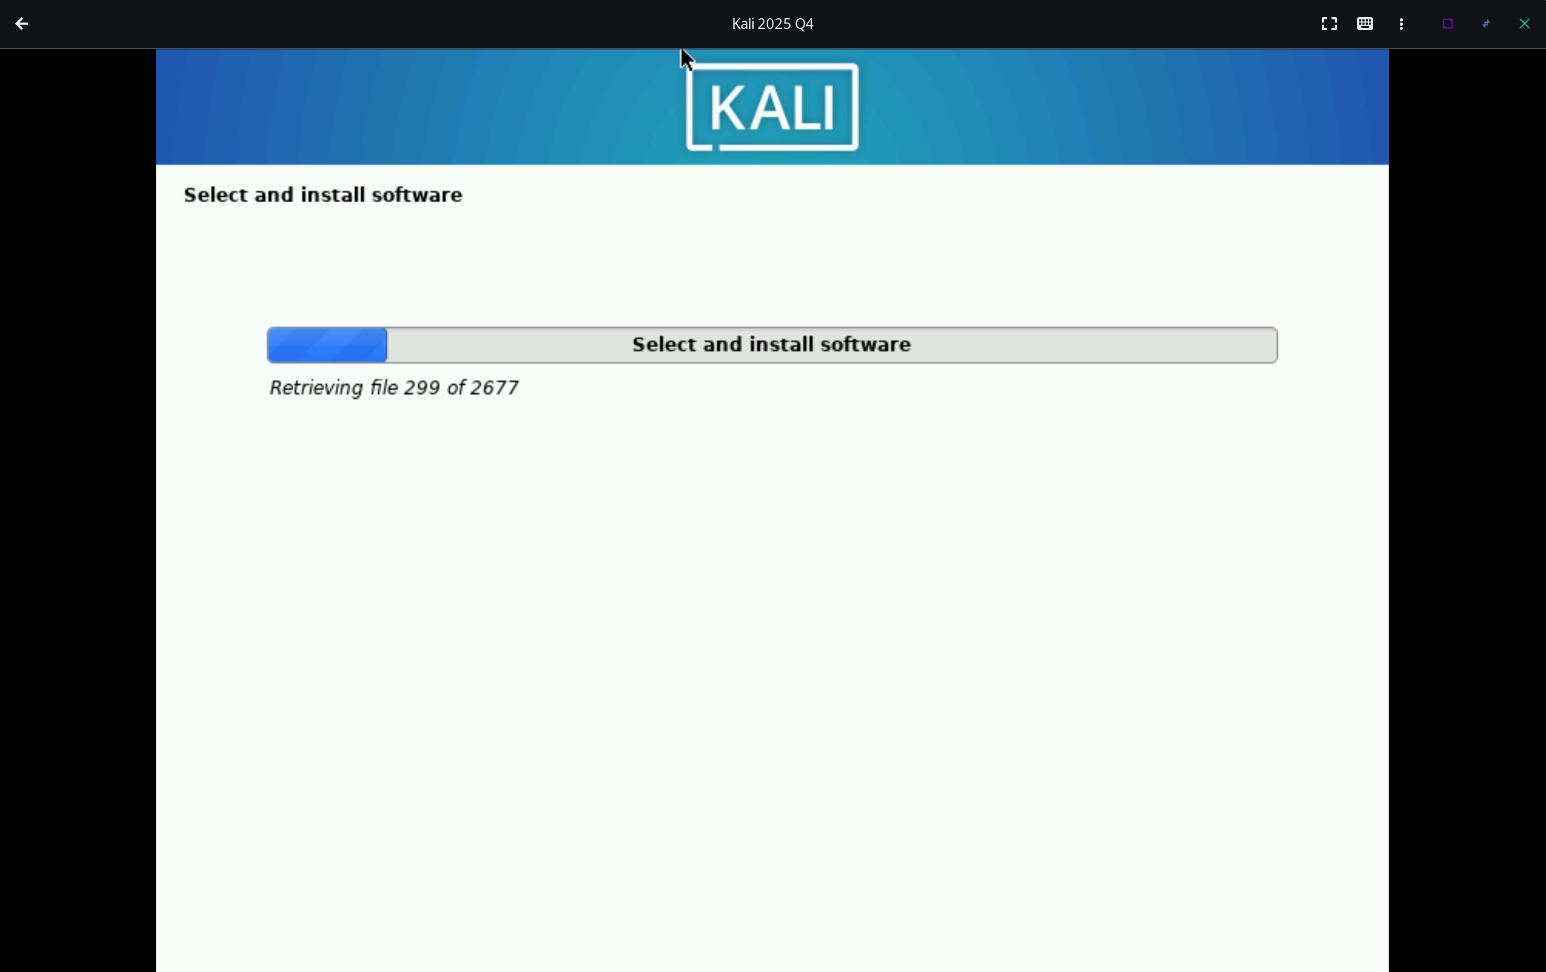 Kali 2025 Q4
KALI
Select and install software
Select and install software
Retrieving file 299 of 2677